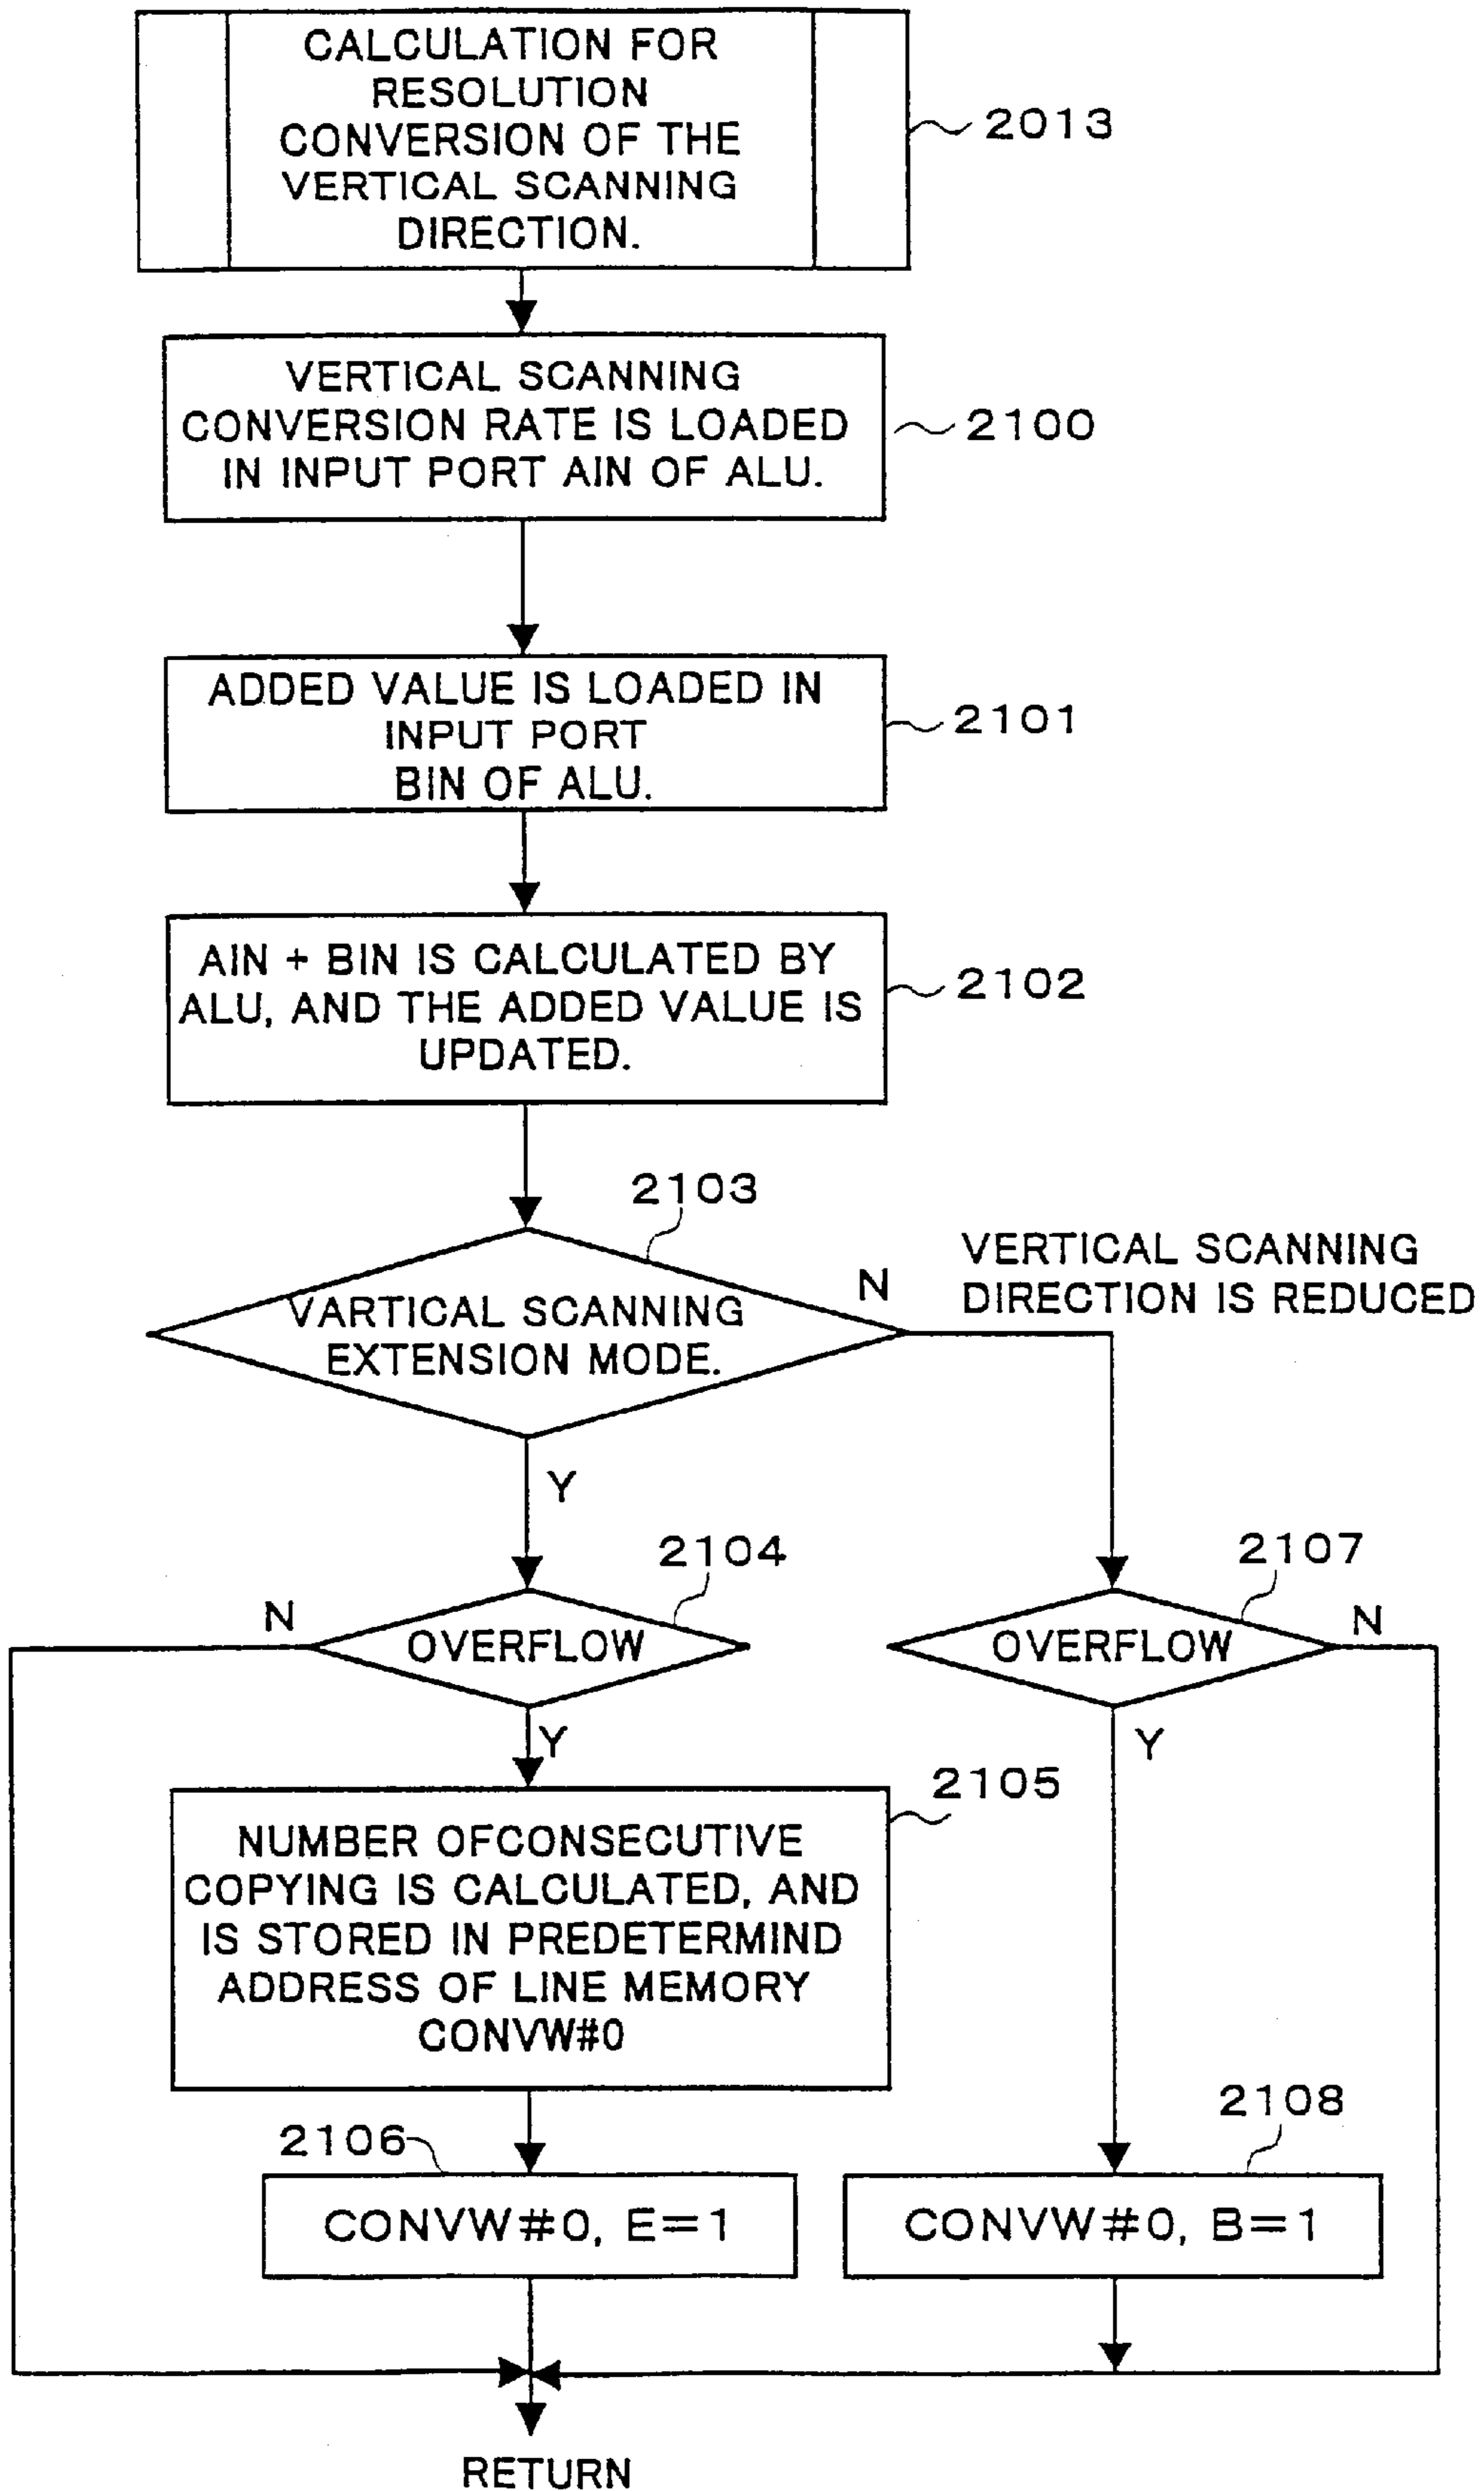 CALCULATION FOR
RESOLUTION
CONVERSION OF THE
VERTICAL SCANNING
DIRECTION.
2013
VERTICAL SCANNING
CONVERSION RATE IS LOADED
IN INPUT PORT AIN OF ALU.
2100
ADDED VALUE IS LOADED IN
INPUT PORT
BIN OF ALU.
2101
AIN + BIN IS CALCULATED BY
ALU, AND THE ADDED VALUE IS
UPDATED.
2102
2103
VARTICAL SCANNING
EXTENSION MODE.
N
VERTICAL SCANNING
DIRECTION IS REDUCED
Y
2104
N
OVERFLOW
Y
2107
OVERFLOW
N
Y
2105
NUMBER OFCONSECUTIVE
COPYING IS CALCULATED, AND
IS STORED IN PREDETERMIND
ADDRESS OF LINE MEMORY
CONVW#0
2106
CONVW#0, E=1
2108
CONVW#0, B=1
RETURN